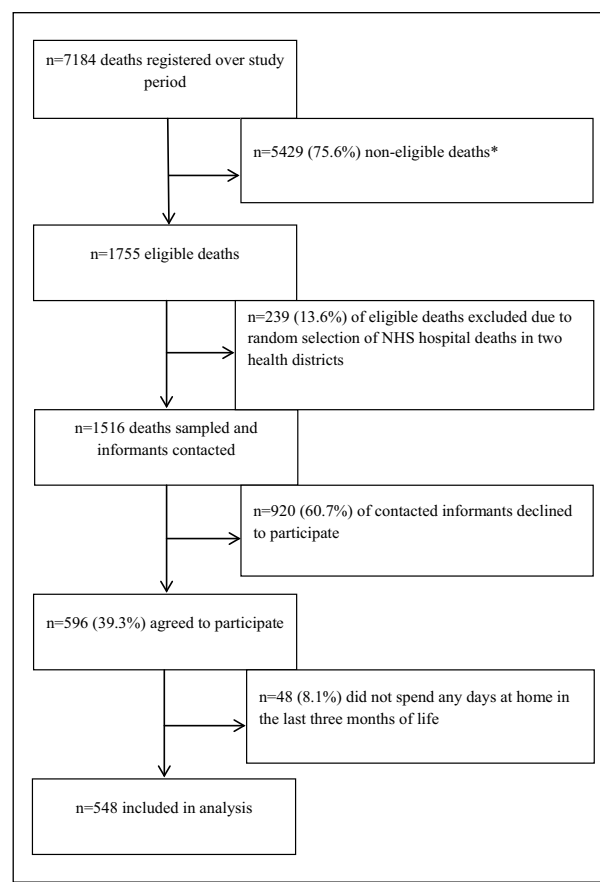 n=7184 deaths registered over study
period
n=5429 (75.6%) non-eligible deaths*
n=1755 eligible deaths
n=239 (13.6%) of eligible deaths excluded due to
random selection of NHS hospital deaths in two
health districts
n=1516 deaths sampled and
informants contacted
n=920 (60.7%) of contacted informants declined
to participate
n=596 (39.3%) agreed to participate
n=48 (8.1%) did not spend any days at home in
the last three months of life
n=548 included in analysis